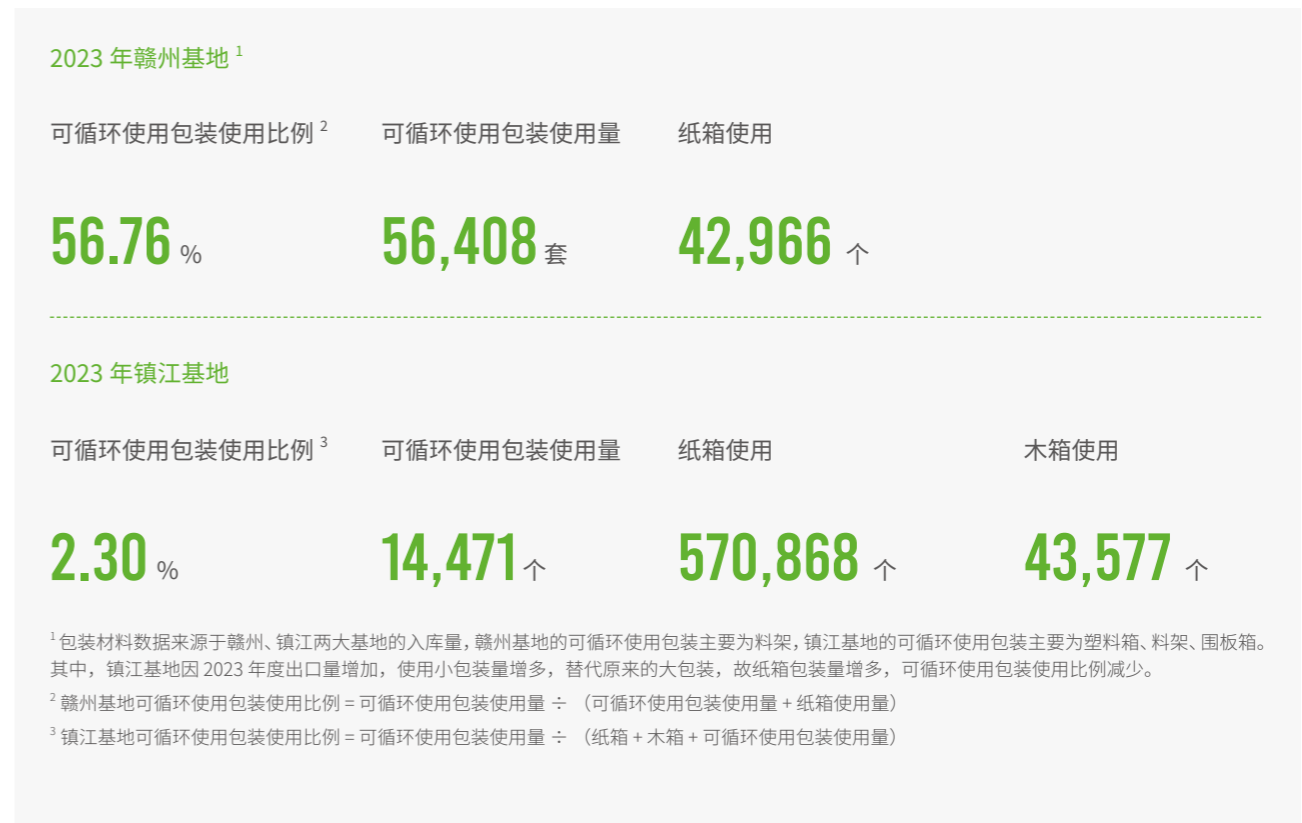 2023 年赣州基地 1
可循环使用包装使用比例 2 可循环使用包装使用量 纸箱使用
56.76 % 56,408 套 42,966 个
2023 年镇江基地
可循环使用包装使用比例 3 可循环使用包装使用量 纸箱使用 木箱使用
2.30 % 14,471 个 570,868 个 43,577 个
1 包装材料数据来源于赣州、镇江两大基地的入库量，赣州基地的可循环使用包装主要为料架，镇江基地的可循环使用包装主要为塑料箱、料架、围板箱。
其中，镇江基地因 2023 年度出口量增加，使用小包装量增多，替代原来的大包装，故纸箱包装量增多，可循环使用包装使用比例减少。
2 赣州基地可循环使用包装使用比例 = 可循环使用包装使用量 ÷ （可循环使用包装使用量 + 纸箱使用量）
3 镇江基地可循环使用包装使用比例 = 可循环使用包装使用量 ÷ （纸箱 + 木箱 + 可循环使用包装使用量）